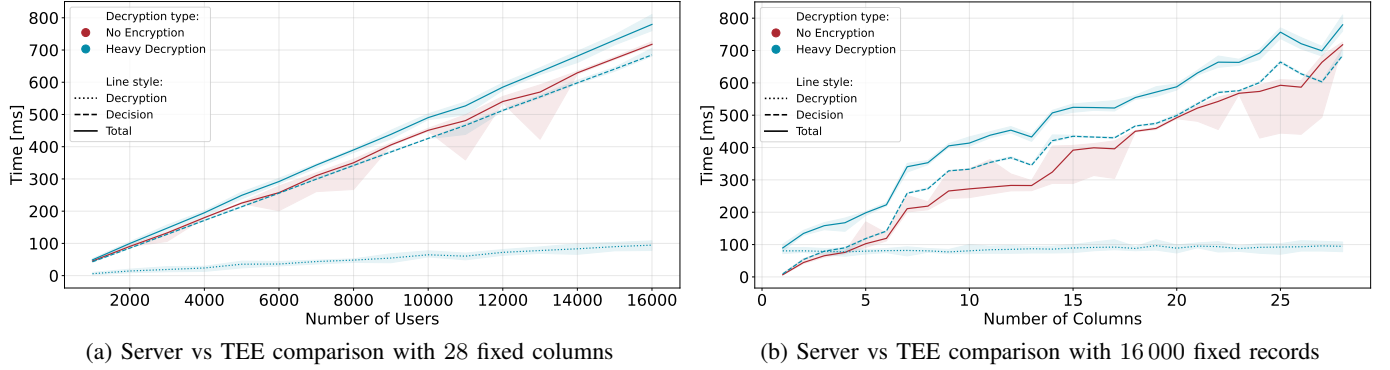 Time [ms]
800
700
600
500
400
300
200
100
0
Decryption type:
No Encryption
Heavy Decryption
Line style:
Decryption
Decision
Total
2000 4000 6000 8000 10000 12000 14000 16000
Number of Users
(a) Server vs TEE comparison with 28 fixed columns
Time [ms]
800
700
600
500
400
300
200
100
0
Decryption type:
No Encryption
Heavy Decryption
Line style:
Decryption
Decision
Total
0 5 10 15 20 25
Number of Columns
(b) Server vs TEE comparison with 16 000 fixed records